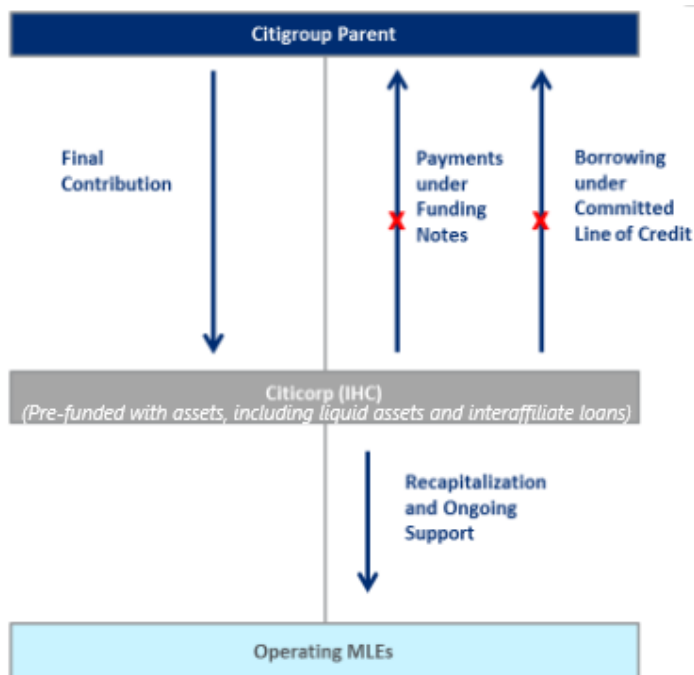 Citigroup Parent
Final
Contribution
Payments
under
Funding
Notes
Borrowing
under
Committed
Line of Credit
Citicorp (IHC)
(Pre-funded with assets, including liquid assets and interaffiliate loans)
Recapitalization
and Ongoing
Support
Operating MLEs